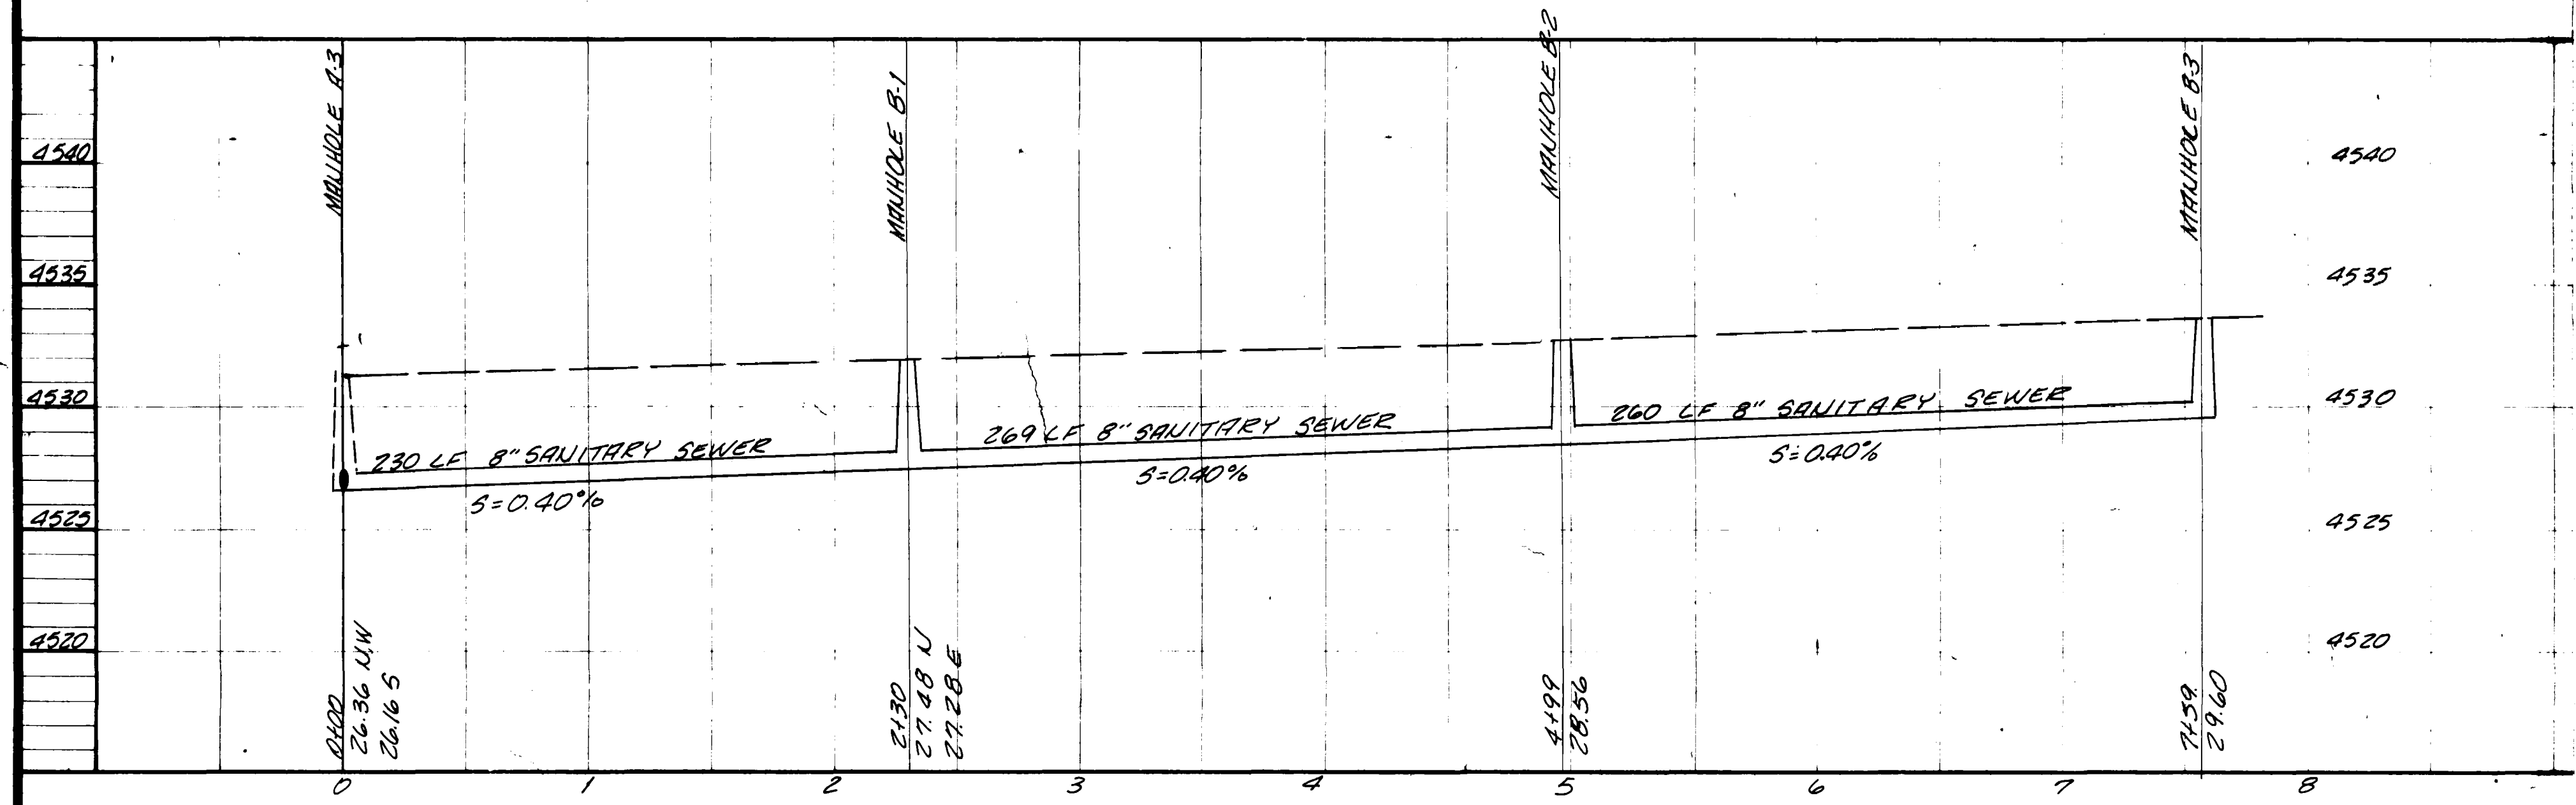 MANHOLE A-3
MANHOLE B-1
MANHOLE B-2
MANHOLE B-3
4540
4540
4535
4535
4530
4530
230 LF 8" SANITARY SEWER
269 LF 8" SANITARY SEWER
260 LF 8" SANITARY SEWER
S=0.40%
S=0.40%
S=0.40%
4525
4525
4520
4520
0+00
26.36 N,W
26.16 S
2+30
27.48 N
27.28 E
4+99
28.56
7+59
29.60
0 1 2 3 4 5 6 7 8